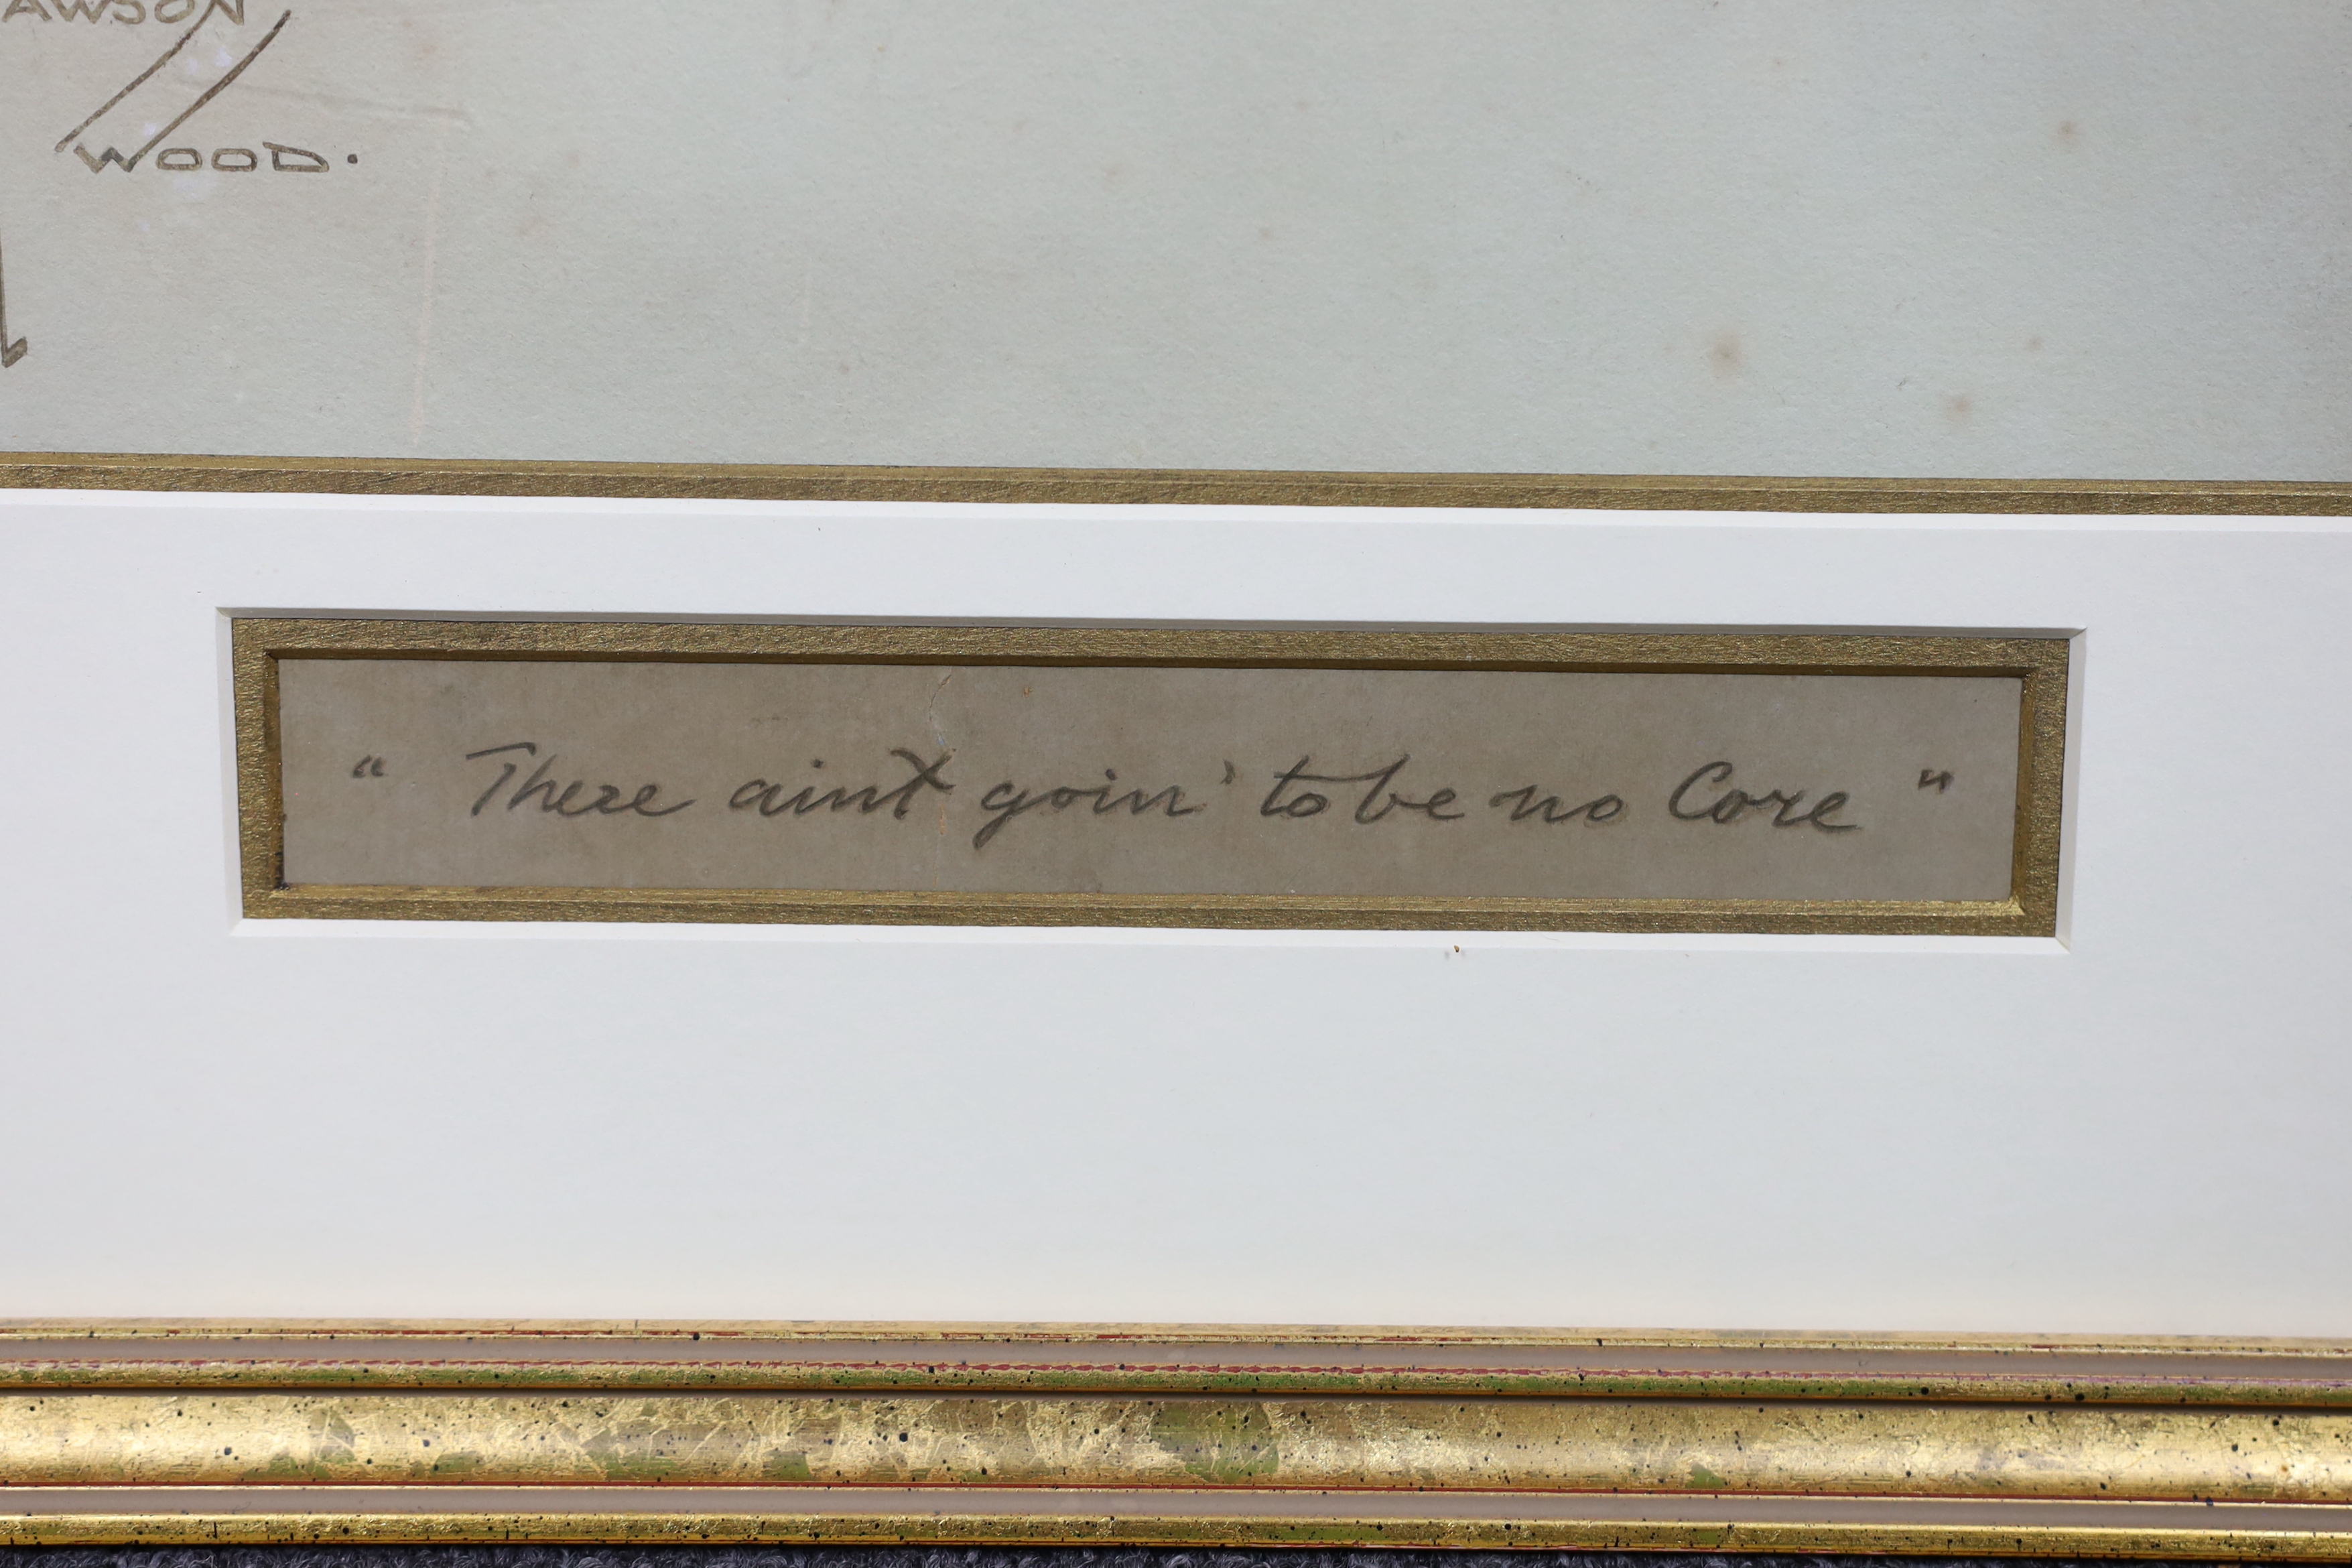 AWSON
WOOD.
" There aint goin' to be no Core "